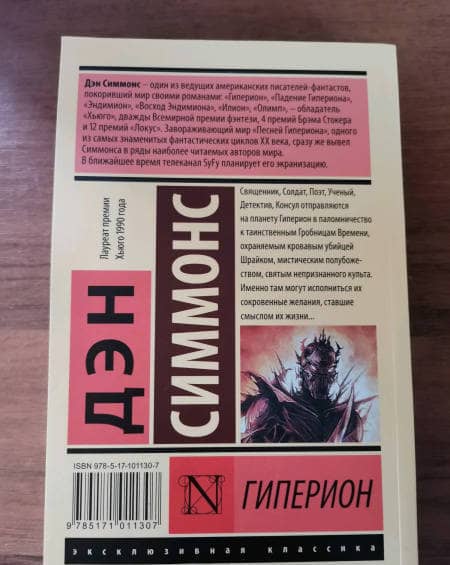 Дэн Симмонс – один из ведущих американских писателей-фантастов,
покоривший мир своими романами: «Гиперион», «Падение Гипериона»,
«Эндимион», «Восход Эндимиона», «Илион», «Олимп», – обладатель
«Хьюго», дважды Всемирной премии фэнтези, 4 премий Брэма Стокера
и 12 премий «Локус». Завораживающий мир «Песней Гипериона», одного
из самых знаменитых фантастических циклов XX века, сразу же вывел
Симмонса в ряды наиболее читаемых авторов мира.
В ближайшее время телеканал SyFy планирует его экранизацию.
Лауреат премии
Хьюго 1990 года
ДЭН
СИММОНС
Священник, Солдат, Поэт, Ученый,
Детектив, Консул отправляются
на планету Гиперион в паломничество
к таинственным Гробницам Времени,
охраняемым кровавым убийцей
Шрайком, мистическим полубоже-
ством, святым непризнанного культа.
Именно там могут исполниться их
сокровенные желания, ставшие
смыслом их жизни...
ISBN 978-5-17-101130-7
9 785171 011307
N
ГИПЕРИОН
эксклюзивная классика